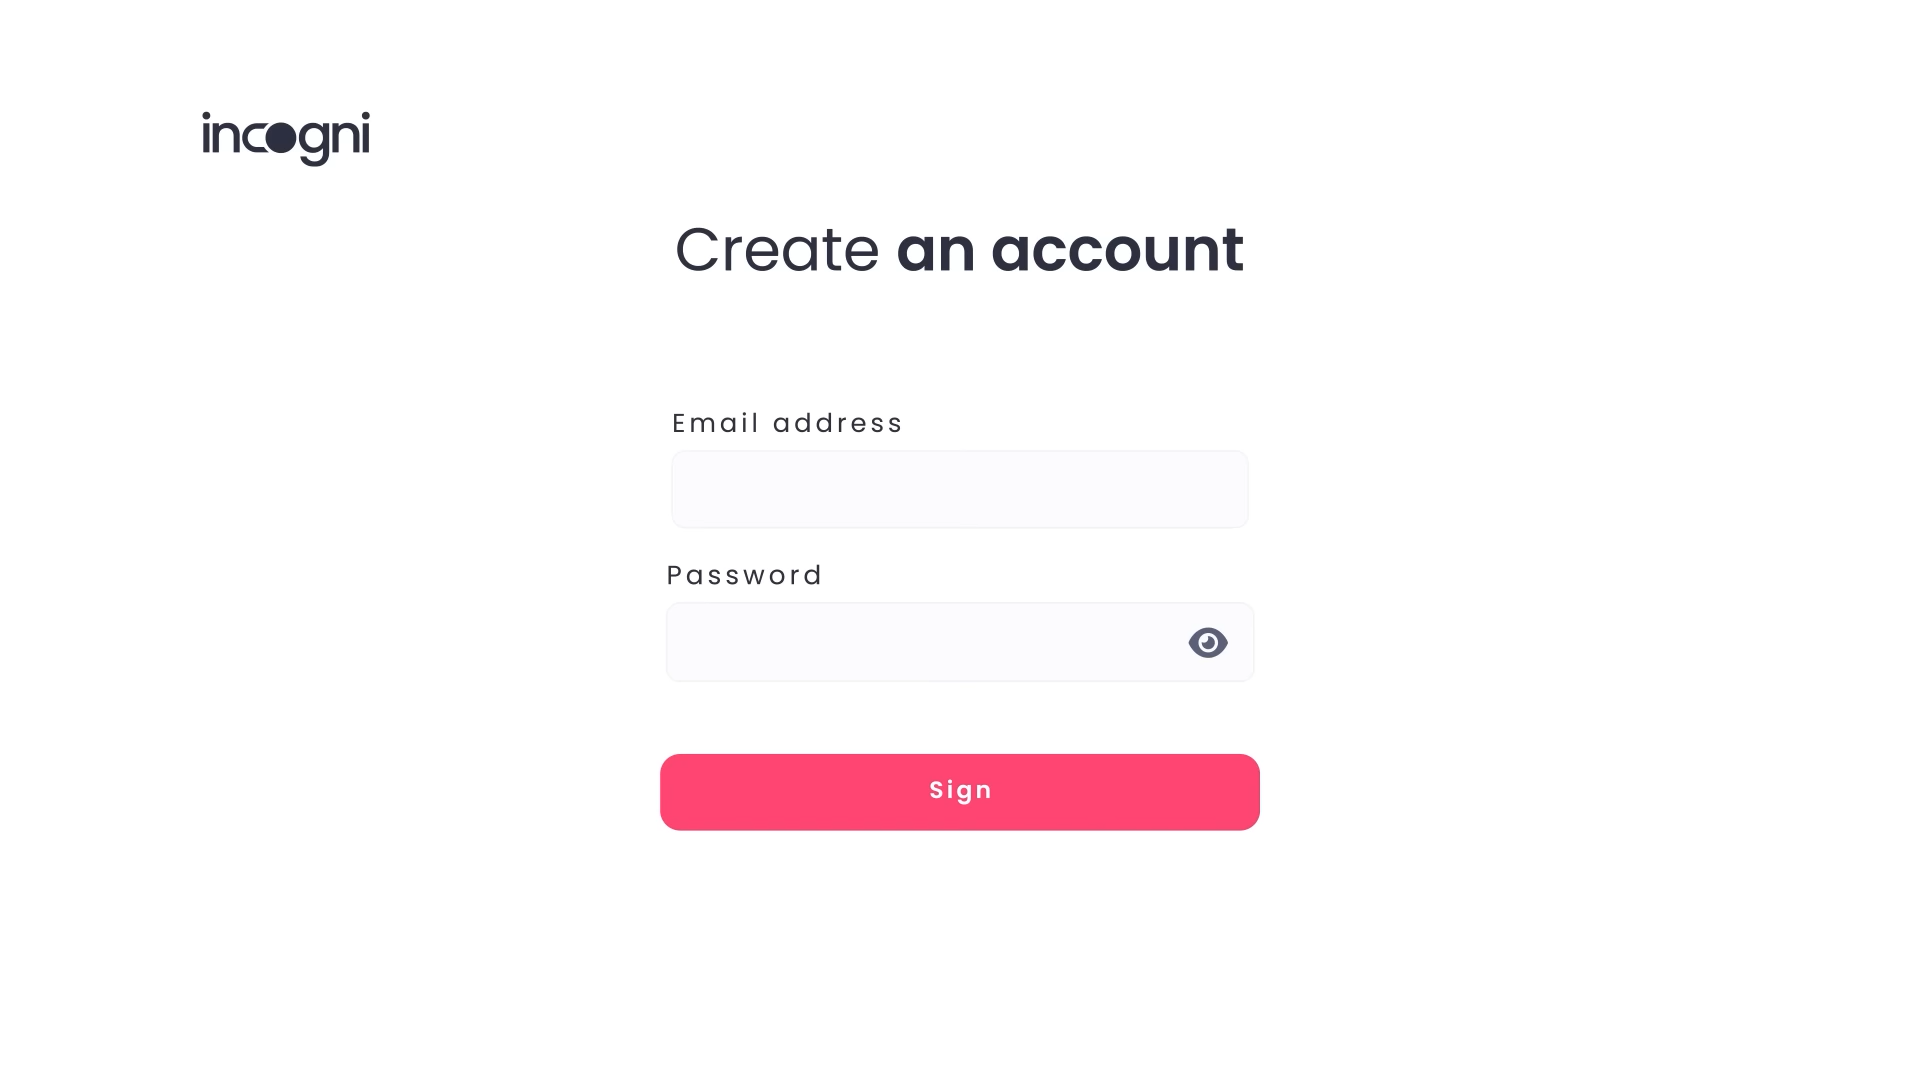 incogni
Create an account
Email address
Password
Sign